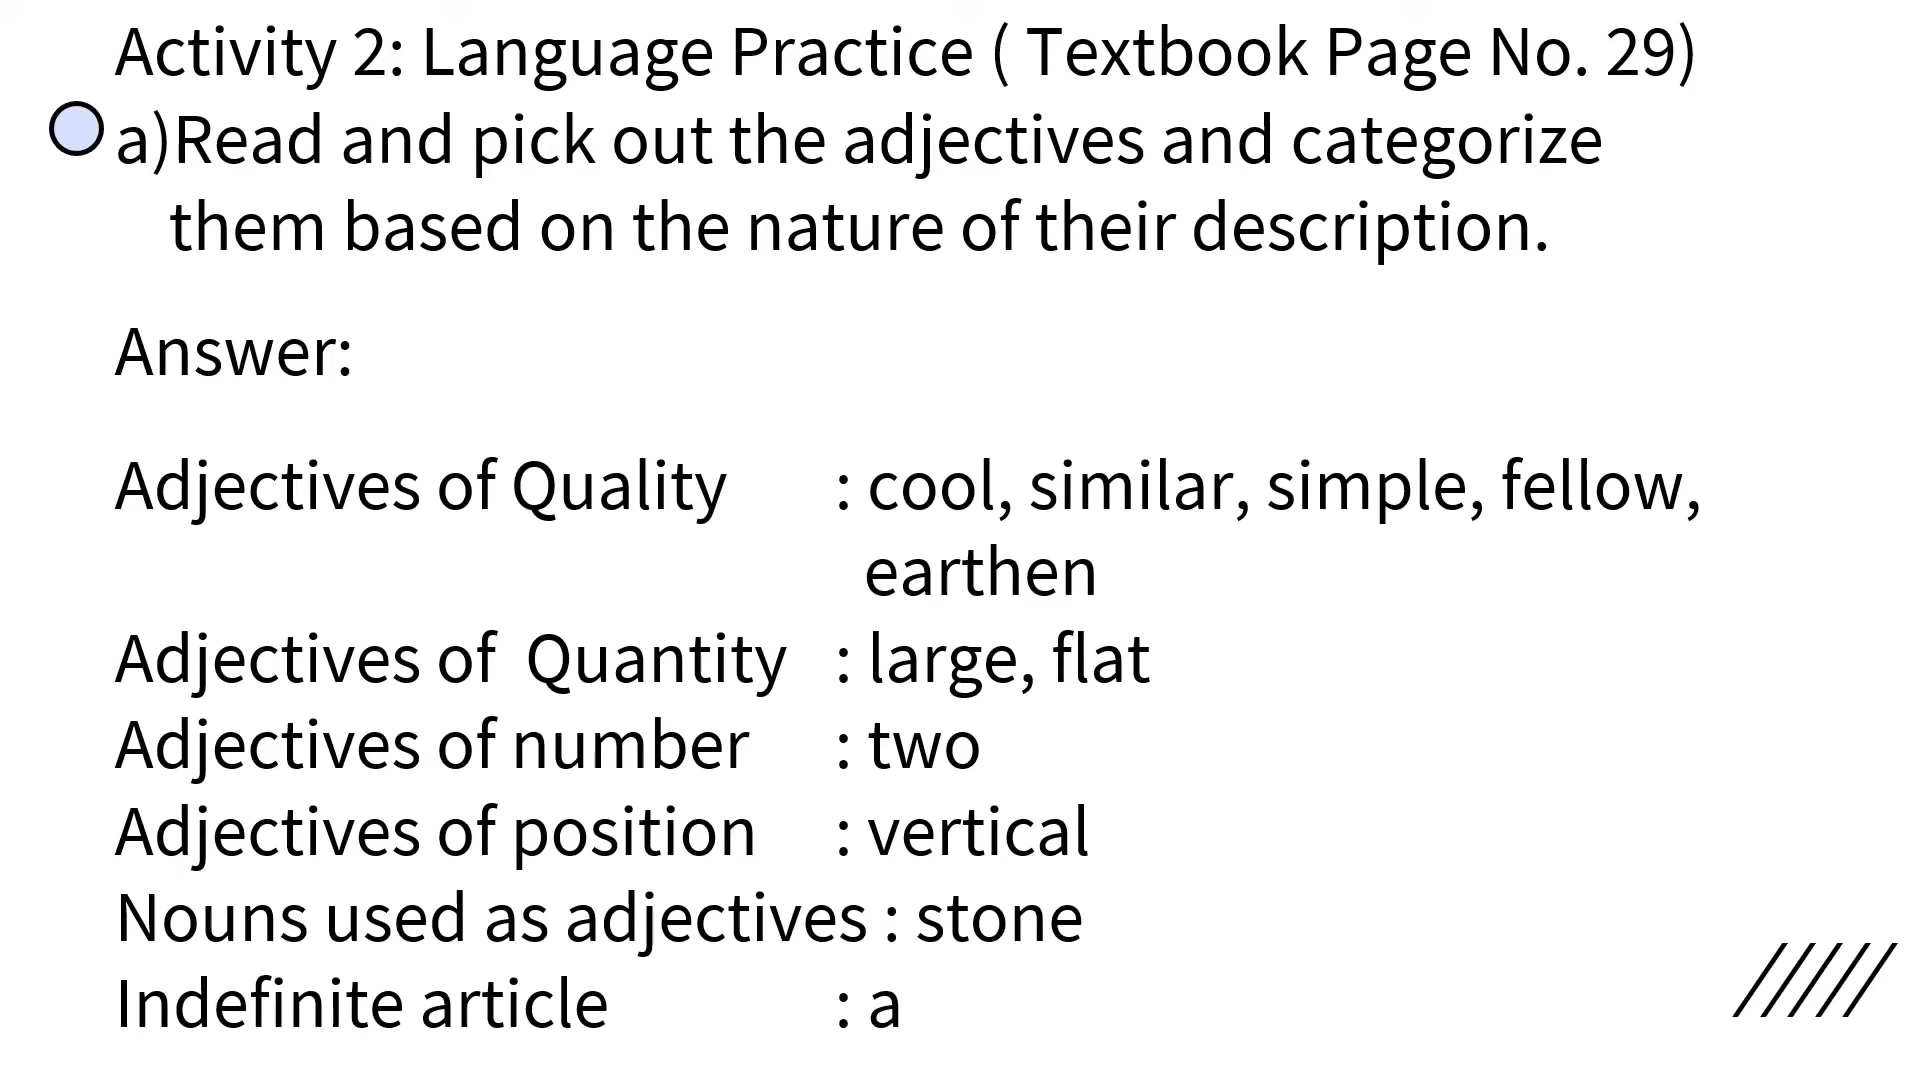 Activity 2: Language Practice ( Textbook Page No. 29)
a)Read and pick out the adjectives and categorize
them based on the nature of their description.
Answer:
Adjectives of Quality : cool, similar, simple, fellow,
earthen
Adjectives of Quantity : large, flat
Adjectives of number : two
Adjectives of position : vertical
Nouns used as adjectives : stone
Indefinite article : a